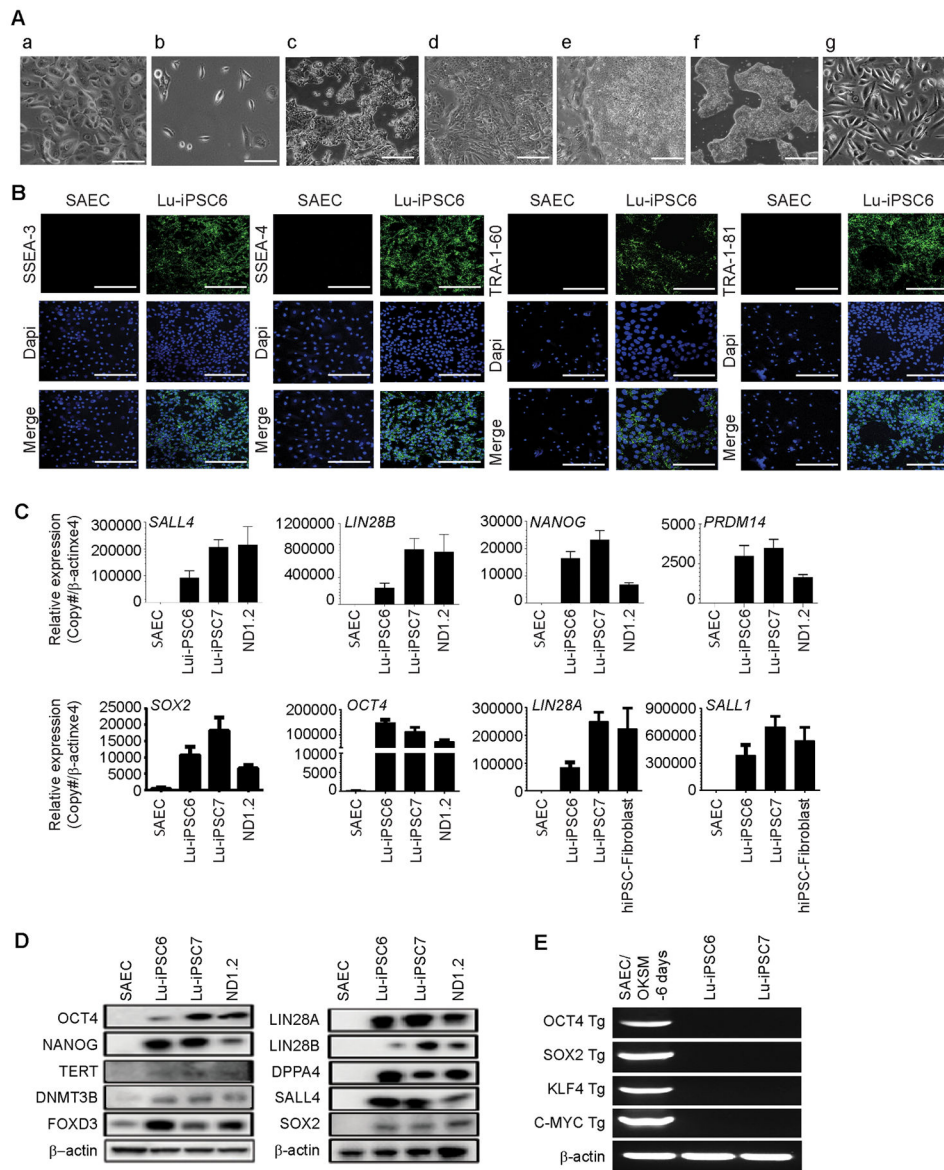 A
a b c d e f g
B
SAEC Lu-iPSC6 SAEC Lu-iPSC6 SAEC Lu-iPSC6 SAEC Lu-iPSC6
SSEA-3 SSEA-4 TRA-1-60 TRA-1-81
Dapi Dapi Dapi Dapi
Merge Merge Merge Merge
C
Relative expression
(Copy#/β-actinxe4)
SALL4
300000
200000
100000
0
SAEC
Lui-PSC6
Lu-iPSC7
ND1.2
LIN28B
1200000
800000
400000
0
SAEC
Lu-iPSC6
Lu-iPSC7
ND1.2
NANOG
30000
20000
10000
0
SAEC
Lu-iPSC6
Lu-iPSC7
ND1.2
PRDM14
5000
2500
0
SAEC
Lu-iPSC6
Lu-iPSC7
ND1.2
Relative expression
(Copy#/β-actinxe4)
SOX2
25000
20000
15000
10000
5000
0
SAEC
Lu-iPSC6
Lu-iPSC7
ND1.2
OCT4
200000
100000
10000
0
SAEC
Lu-iPSC6
Lu-iPSC7
ND1.2
LIN28A
400000
300000
200000
100000
0
SAEC
Lu-iPSC6
Lu-iPSC7
hiPSC-Fibroblast
SALL1
900000
600000
300000
0
SAEC
Lu-iPSC6
Lu-iPSC7
hiPSC-Fibroblast
D
SAEC
Lu-iPSC6
Lu-iPSC7
ND1.2
OCT4
NANOG
TERT
DNMT3B
FOXD3
β-actin
SAEC
Lu-iPSC6
Lu-iPSC7
ND1.2
LIN28A
LIN28B
DPPA4
SALL4
SOX2
β-actin
E
SAEC/
OKSM
-6 days
Lu-iPSC6
Lu-iPSC7
OCT4 Tg
SOX2 Tg
KLF4 Tg
C-MYC Tg
β-actin